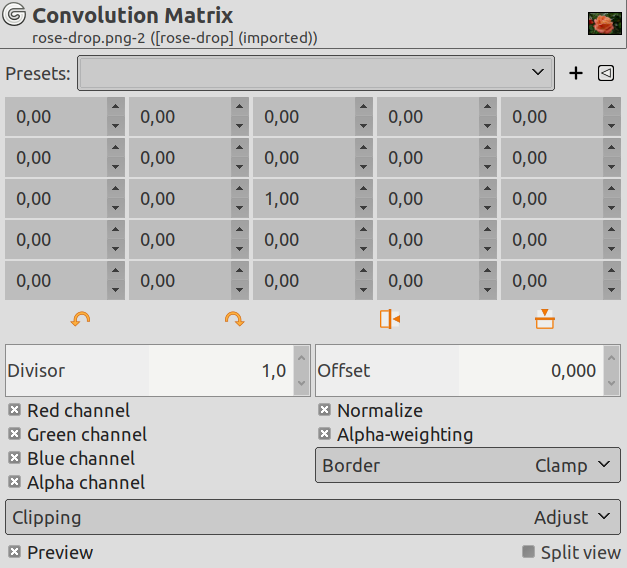 Convolution Matrix
rose-drop.png-2 ([rose-drop] (imported))
Presets:
0,00 0,00 0,00 0,00 0,00
0,00 0,00 0,00 0,00 0,00
0,00 0,00 1,00 0,00 0,00
0,00 0,00 0,00 0,00 0,00
0,00 0,00 0,00 0,00 0,00
Divisor 1,0 Offset 0,000
Red channel Normalize
Green channel Alpha-weighting
Blue channel Border Clamp
Alpha channel
Clipping Adjust
Preview Split view